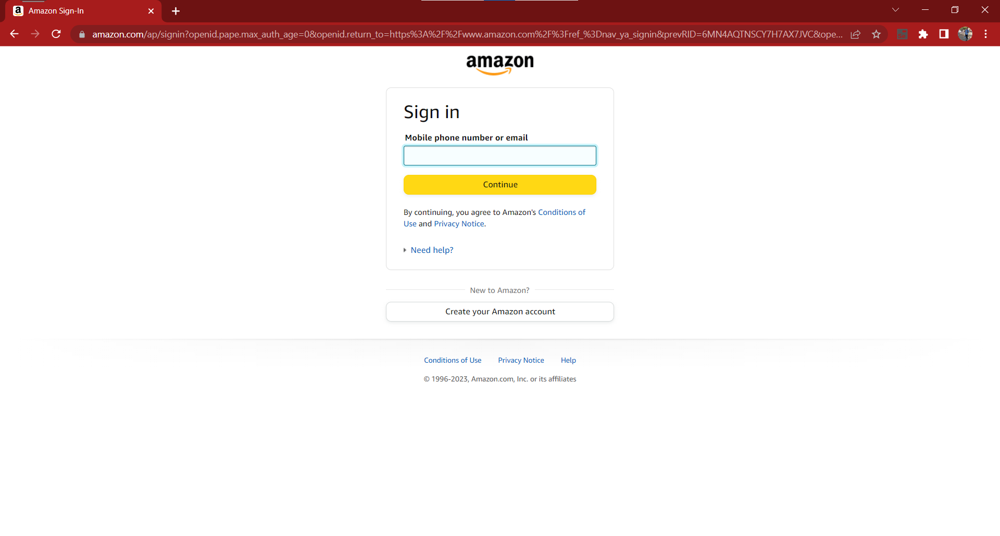 Amazon Sign-In
amazon.com/ap/signin?openid.pape.max_auth_age=0&openid.return_to=https%3A%2F%2Fwww.amazon.com%2F%3Fref_%3Dnav_ya_signin&prevRID=6MN4AQTNSCY7H7AX7JVC&ope...
amazon
Sign in
Mobile phone number or email
Continue
By continuing, you agree to Amazon's Conditions of
Use and Privacy Notice.
Need help?
New to Amazon?
Create your Amazon account
Conditions of Use Privacy Notice Help
© 1996-2023, Amazon.com, Inc. or its affiliates